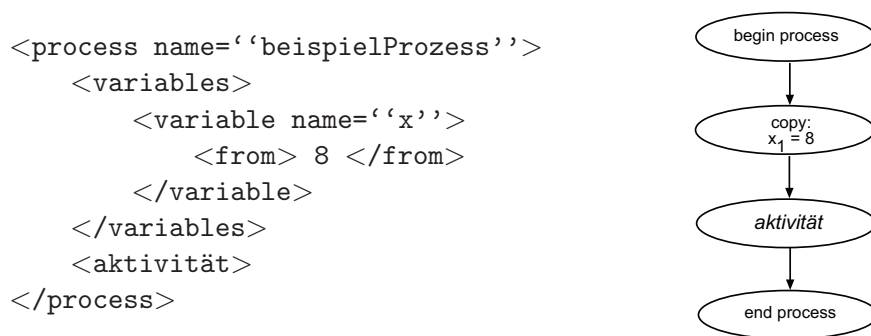 <process name=‘‘beispielProzess’’>
<variables>
<variable name=‘‘x’’>
<from> 8 </from>
</variable>
</variables>
<aktivität>
</process>
begin process
copy:
x1 = 8
aktivität
end process